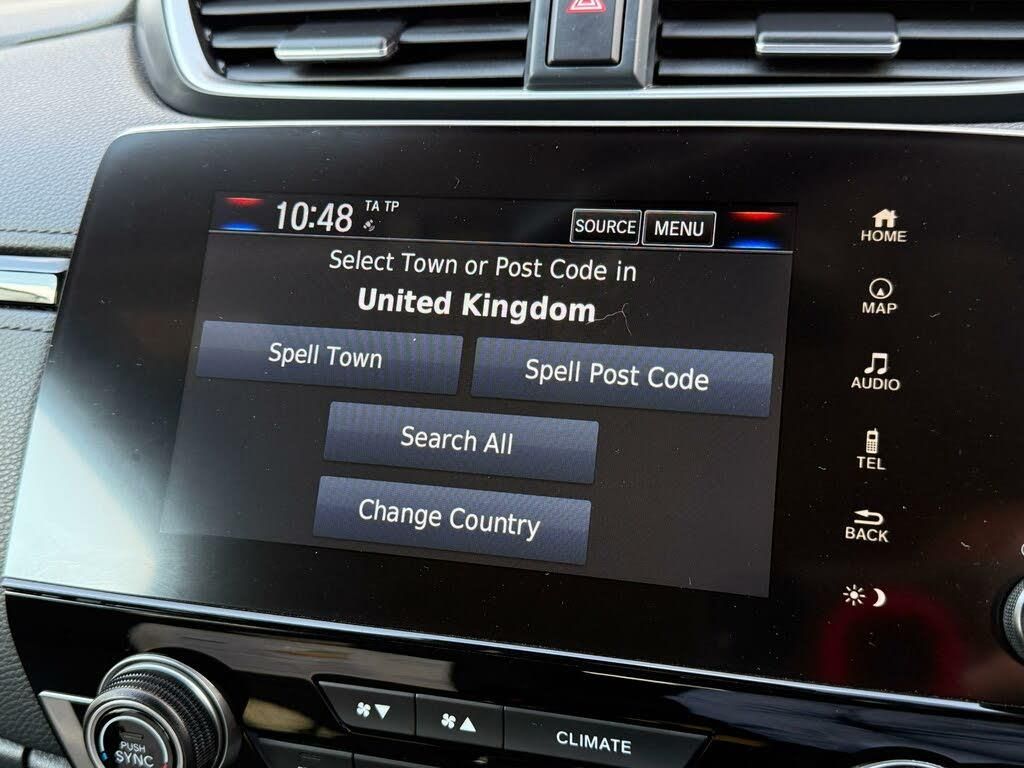 10:48 TA TP SOURCE MENU
Select Town or Post Code in
United Kingdom
Spell Town Spell Post Code
Search All
Change Country
HOME
MAP
AUDIO
TEL
BACK
PUSH
SYNC
CLIMATE